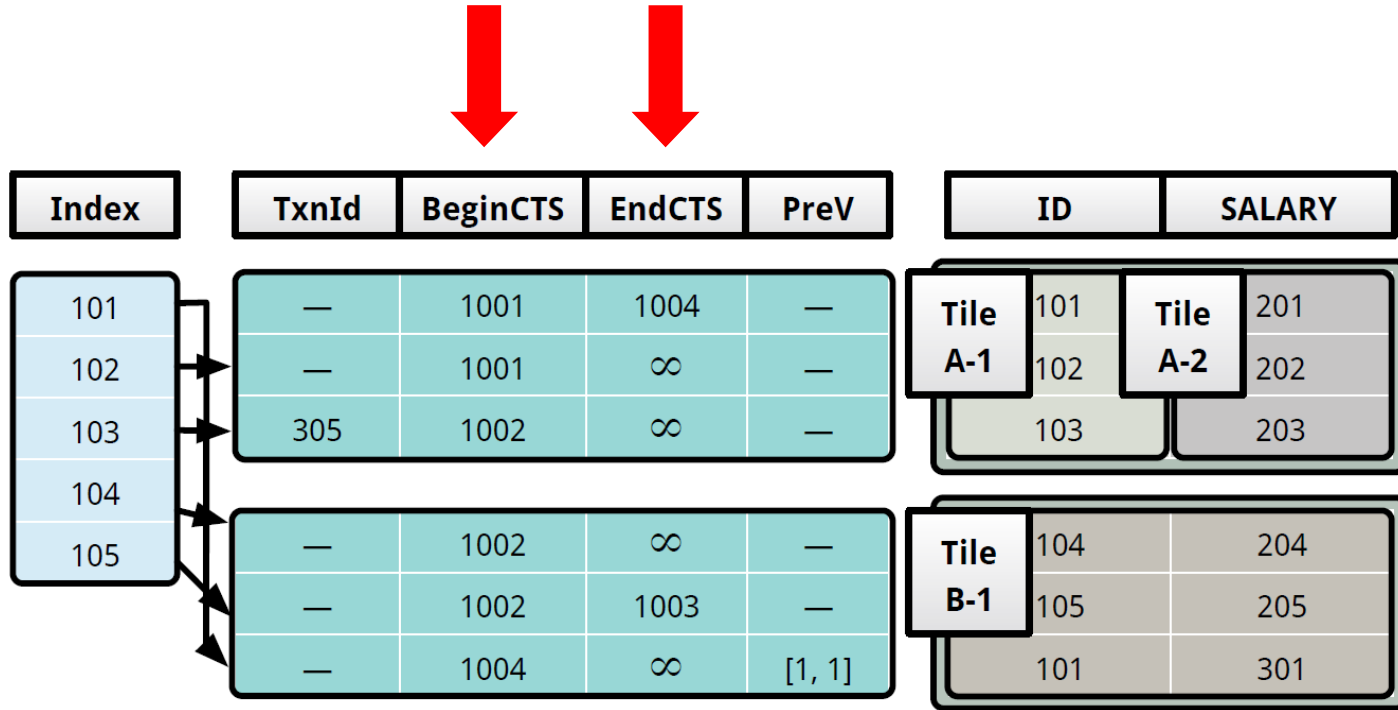 Index TxnId BeginCTS EndCTS PreV ID SALARY
101 — 1001 1004 — Tile A-1 101 Tile A-2 201
102 — 1001 ∞ — 102 202
103 305 1002 ∞ — 103 203
104 — 1002 ∞ — Tile B-1 104 204
105 — 1002 1003 — 105 205
— 1004 ∞ [1, 1] 101 301